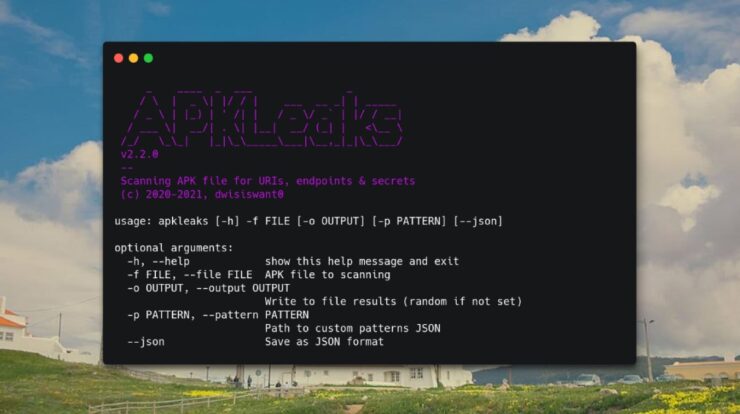 APKLeaks
v2.2.0
--
Scanning APK file for URIs, endpoints & secrets
(c) 2020-2021, dwisiswant0
usage: apkleaks [-h] -f FILE [-o OUTPUT] [-p PATTERN] [--json]
optional arguments:
-h, --help show this help message and exit
-f FILE, --file FILE APK file to scanning
-o OUTPUT, --output OUTPUT
Write to file results (random if not set)
-p PATTERN, --pattern PATTERN
Path to custom patterns JSON
--json Save as JSON format